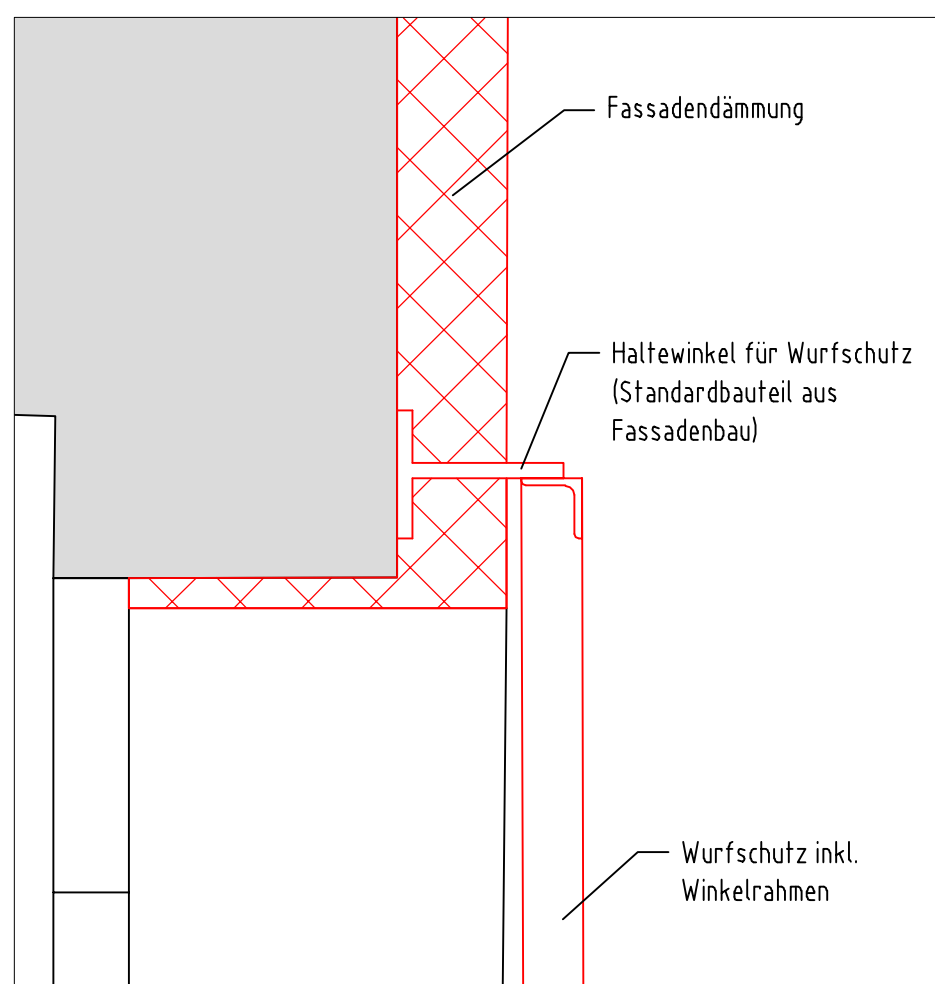 Fassadendämmung
Haltewinkel für Wurfschutz
(Standardbauteil aus
Fassadenbau)
Wurfschutz inkl.
Winkelrahmen